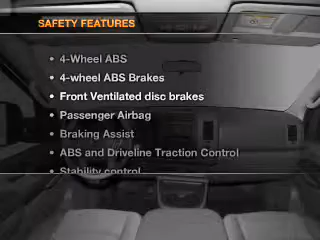 SAFETY FEATURES
• 4-Wheel ABS
• 4-wheel ABS Brakes
• Front Ventilated disc brakes
• Passenger Airbag
• Braking Assist
• ABS and Driveline Traction Control
• Stability control